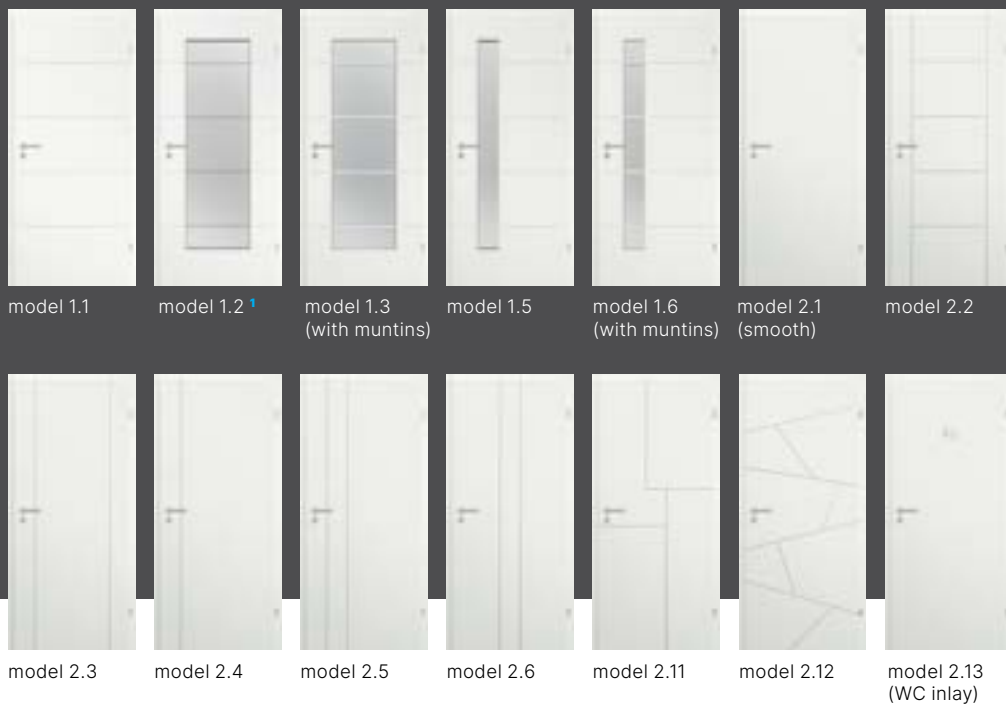 model 1.1
model 1.2 ¹
model 1.3
(with muntins)
model 1.5
model 1.6
(with muntins)
model 2.1
(smooth)
model 2.2
model 2.3
model 2.4
model 2.5
model 2.6
model 2.11
model 2.12
model 2.13
(WC inlay)